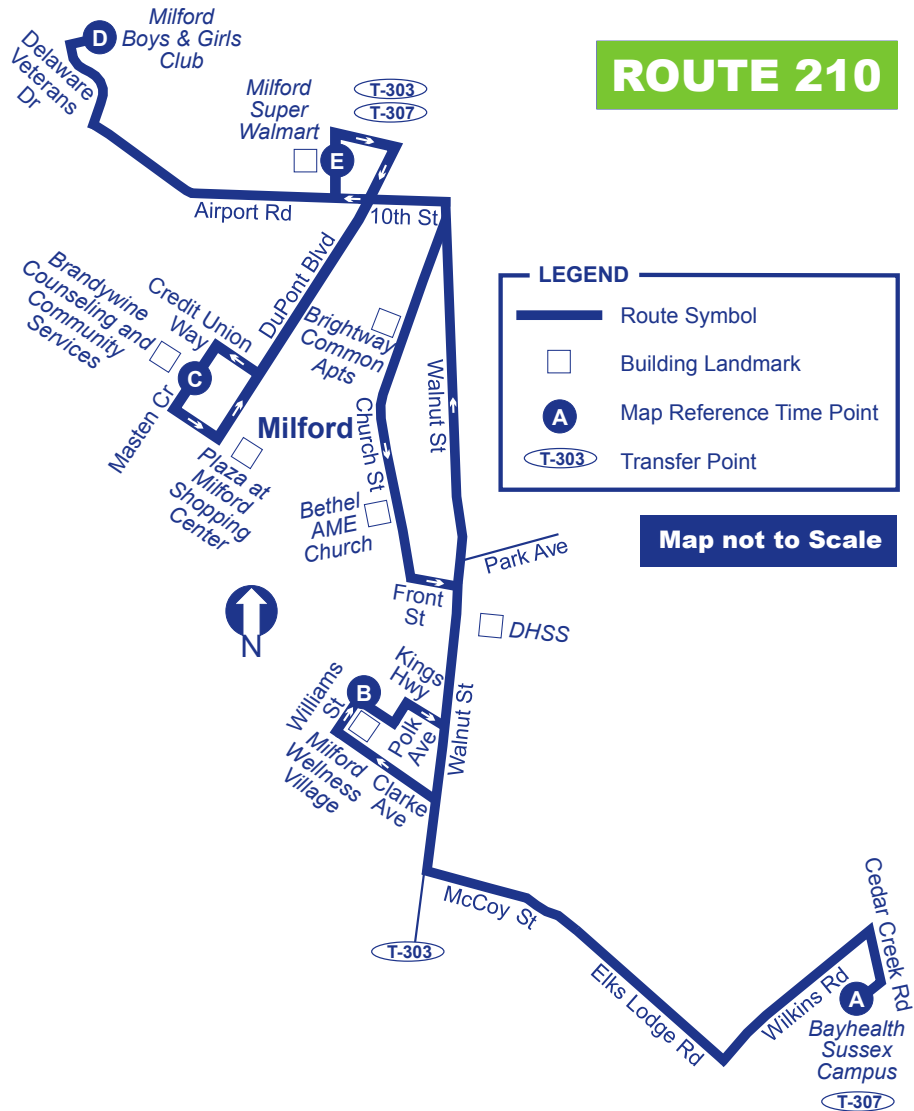 ROUTE 210
D
Milford
Boys & Girls
Club
Delaware
Veterans
Dr
Milford
Super
Walmart
T-303
T-307
E
Airport Rd
10th St
DuPont Blvd
Brandywine
Counseling and
Community
Services
Credit Union
Way
C
Masten Cr
Milford
Plaza at
Milford
Shopping
Center
Brightway
Common
Apts
Church St
Walnut St
Bethel
AME
Church
Front
St
Park Ave
DHSS
LEGEND
Route Symbol
Building Landmark
A
Map Reference Time Point
T-303
Transfer Point
Map not to Scale
N
Williams
St
B
Kings
Hwy
Polk
Ave
Walnut St
Milford
Wellness
Village
Clarke
Ave
McCoy St
T-303
Elks Lodge Rd
Wilkins Rd
Cedar Creek Rd
A
Bayhealth
Sussex
Campus
T-307